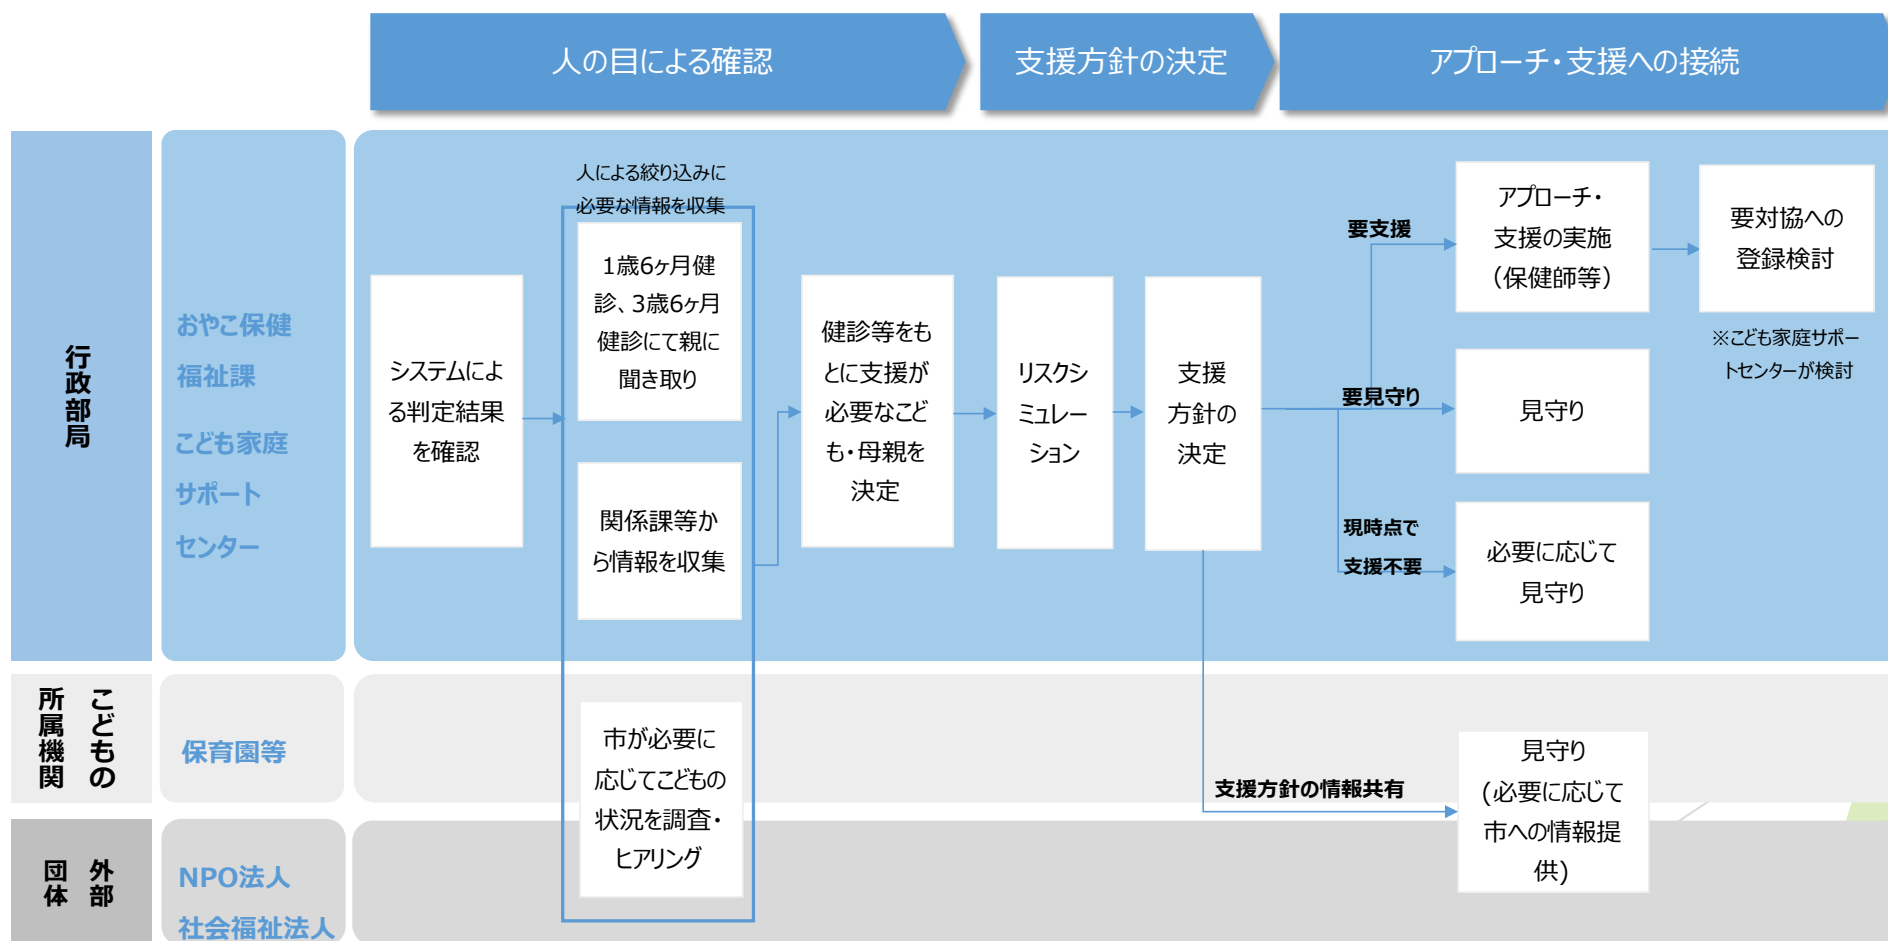 人の目による確認
支援方針の決定
アプローチ・支援への接続
行政部局
おやこ保健
福祉課
こども家庭
サポート
センター
人による絞り込みに
必要な情報を収集
システムによ
る判定結果
を確認
1歳6ヶ月健
診、3歳6ヶ月
健診にて親に
聞き取り
関係課等か
ら情報を収集
健診等をも
とに支援が
必要なこど
も・母親を
決定
リスクシ
ミュレー
ション
支援
方針の
決定
要支援
要見守り
現時点で
支援不要
アプローチ・
支援の実施
（保健師等）
要対協への
登録検討
※こども家庭サポー
トセンターが検討
見守り
必要に応じて
見守り
こどもの
所属機関
保育園等
市が必要に
応じてこどもの
状況を調査・
ヒアリング
支援方針の情報共有
見守り
(必要に応じて
市への情報提
供)
外部
団体
NPO法人
社会福祉法人